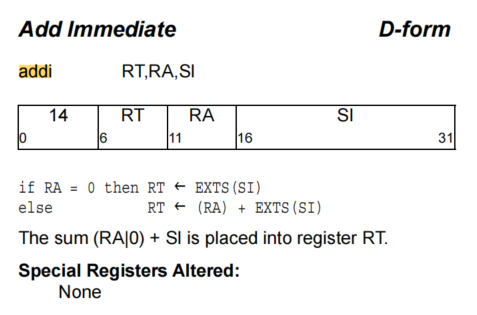 Add Immediate D-form
addi RT,RA,SI
14 RT RA SI
0 6 11 16 31
if RA = 0 then RT ← EXTS(SI)
else RT ← (RA) + EXTS(SI)
The sum (RA|0) + SI is placed into register RT.
Special Registers Altered:
None